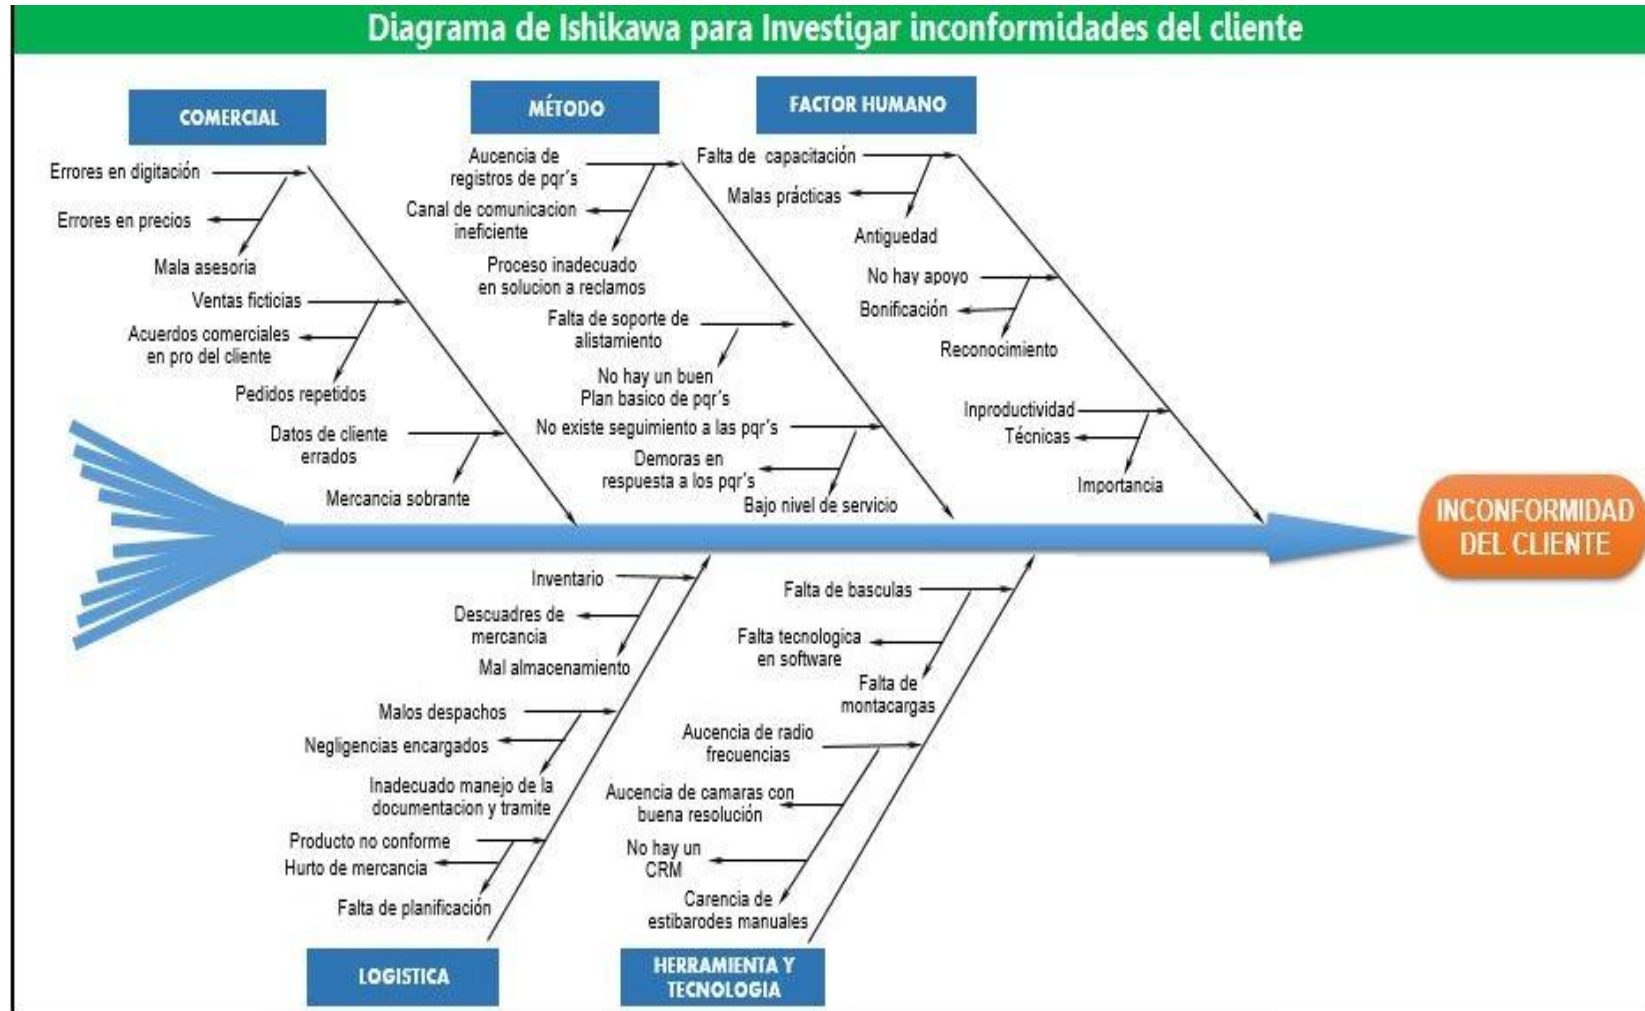 Diagrama de Ishikawa para Investigar inconformidades del cliente
COMERCIAL
Errores en digitación
Errores en precios
Mala asesoria
Ventas ficticias
Acuerdos comerciales
en pro del cliente
Pedidos repetidos
Datos de cliente
errados
Mercancia sobrante
MÉTODO
Aucencia de
registros de pqr's
Canal de comunicacion
ineficiente
Proceso inadecuado
en solucion a reclamos
Falta de soporte de
alistamiento
No hay un buen
Plan basico de pqr's
No existe seguimiento a las pqr's
Demoras en
respuesta a los pqr's
Bajo nivel de servicio
FACTOR HUMANO
Falta de capacitación
Malas prácticas
Antiguedad
No hay apoyo
Bonificación
Reconocimiento
Inproductividad
Técnicas
Importancia
INCONFORMIDAD
DEL CLIENTE
Inventario
Descuadres de
mercancia
Mal almacenamiento
Malos despachos
Negligencias encargados
Inadecuado manejo de la
documentacion y tramite
Producto no conforme
Hurto de mercancia
Falta de planificación
LOGISTICA
Falta de basculas
Falta tecnologica
en software
Falta de
montacargas
Aucencia de radio
frecuencias
Aucencia de camaras con
buena resolución
No hay un
CRM
Carencia de
estibarodes manuales
HERRAMIENTA Y
TECNOLOGIA